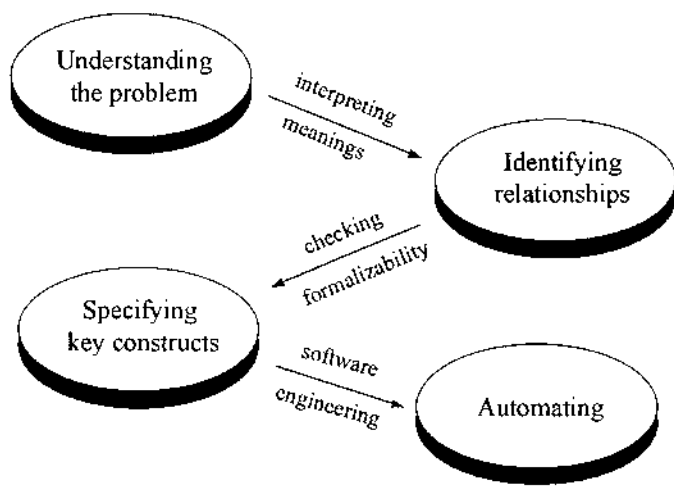 Understanding
the problem
interpreting
meanings
Identifying
relationships
checking
formalizability
Specifying
key constructs
software
engineering
Automating